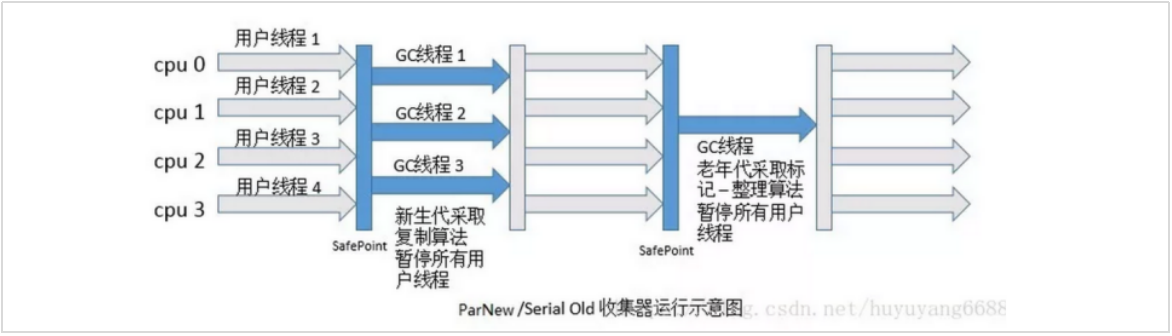 用户线程 1
cpu 0
用户线程 2
cpu 1
用户线程 3
cpu 2
用户线程 4
cpu 3
SafePoint
GC线程 1
GC线程 2
GC线程 3
新生代采取
复制算法
暂停所有用
户线程
SafePoint
GC线程
老年代采取标
记－整理算法
暂停所有用户
线程
ParNew /Serial Old 收集器运行示意图
g.csdn.net/huyuyang6688